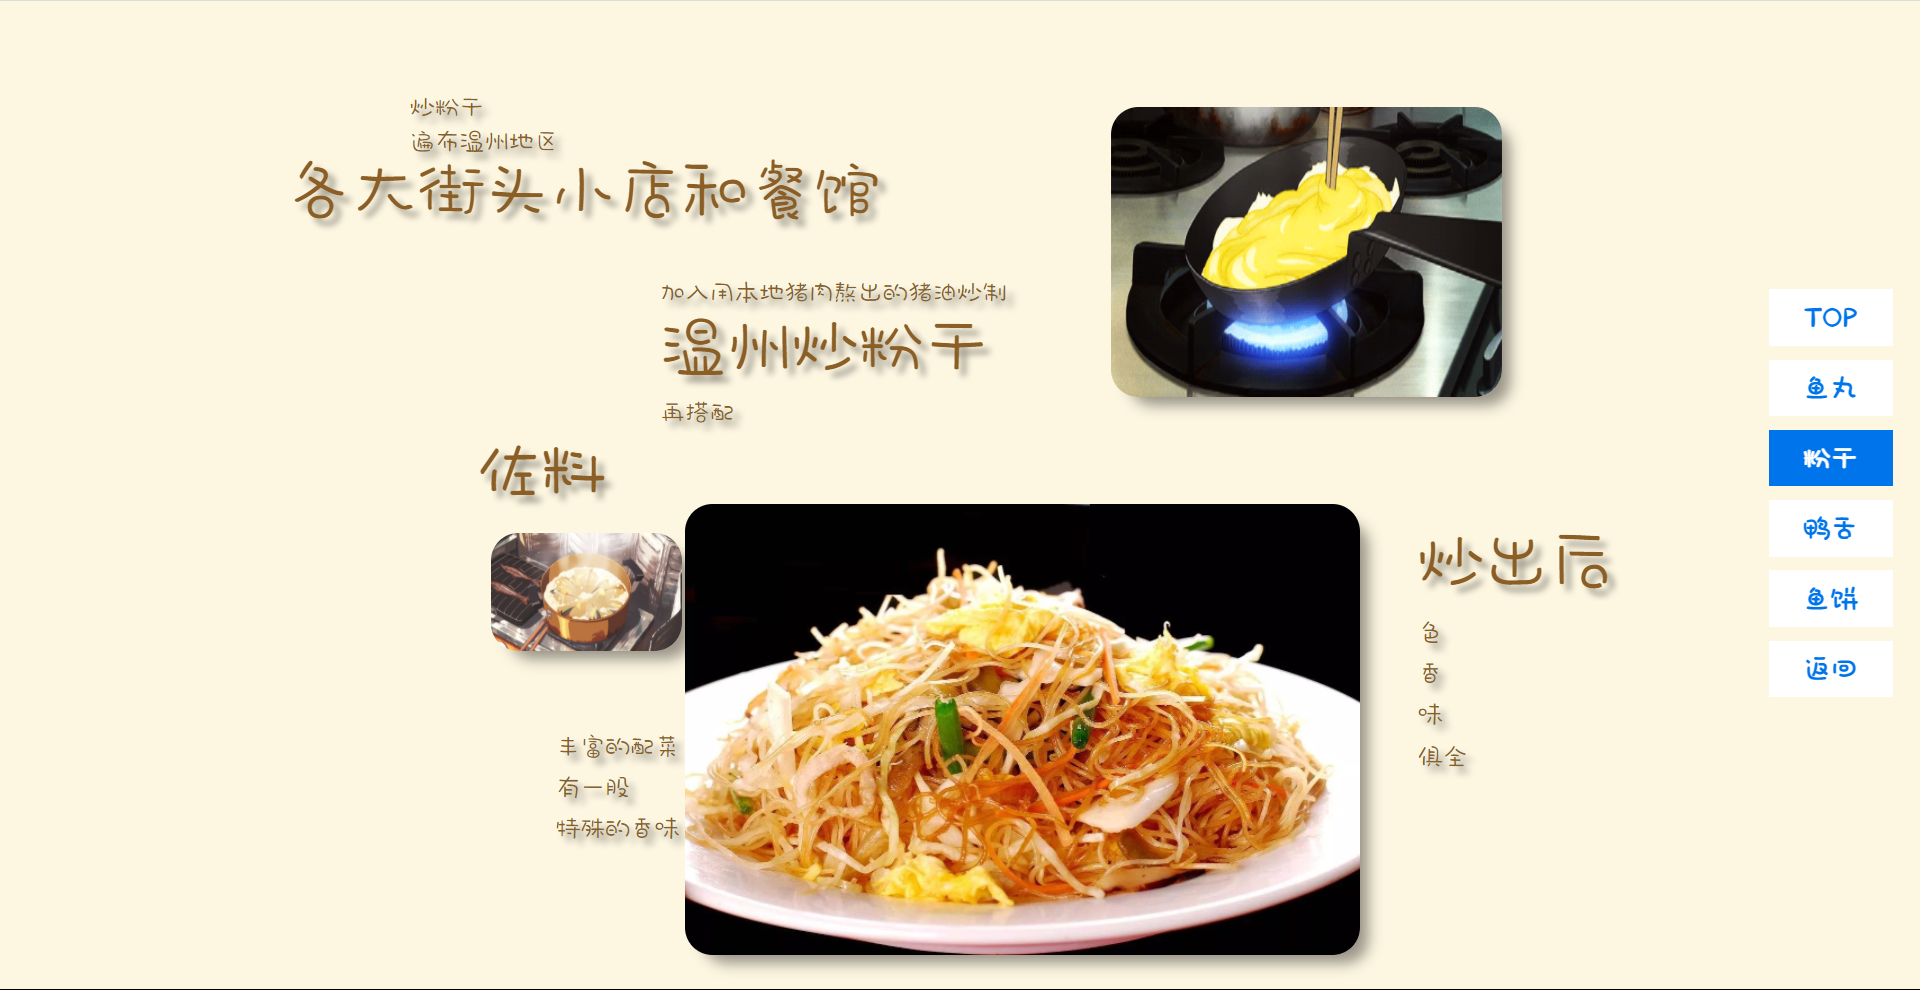 炒粉干
遍布温州地区
各大街头小店和餐馆
加入用本地猪肉熬出的猪油炒制
温州炒粉干
再搭配
佐料
丰富的配菜
有一股
特殊的香味
炒出后
色
香
味
俱全
TOP
鱼丸
粉干
鸭舌
鱼饼
返回